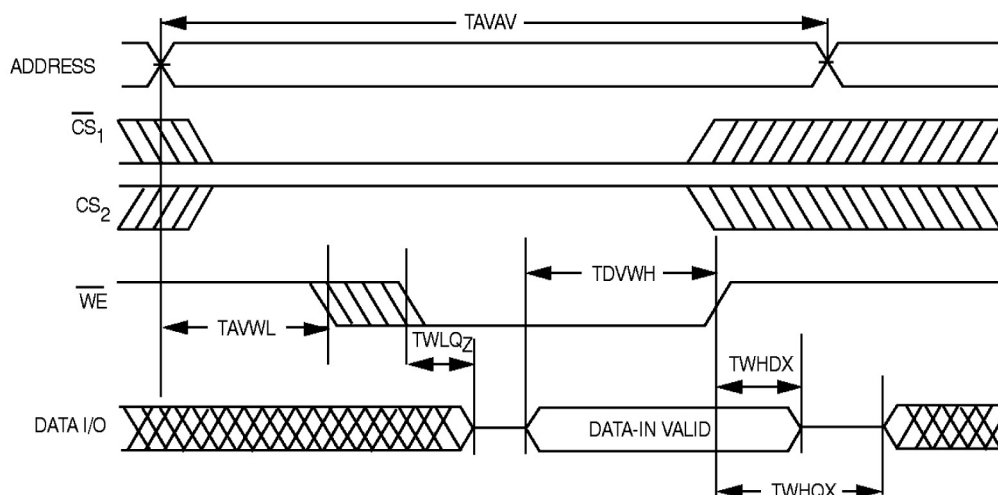 TAVAV
ADDRESS
CS1
CS2
TDVWH
WE
TAVWL
TWLQZ
TWHDX
DATA I/O
DATA-IN VALID
TWHQX